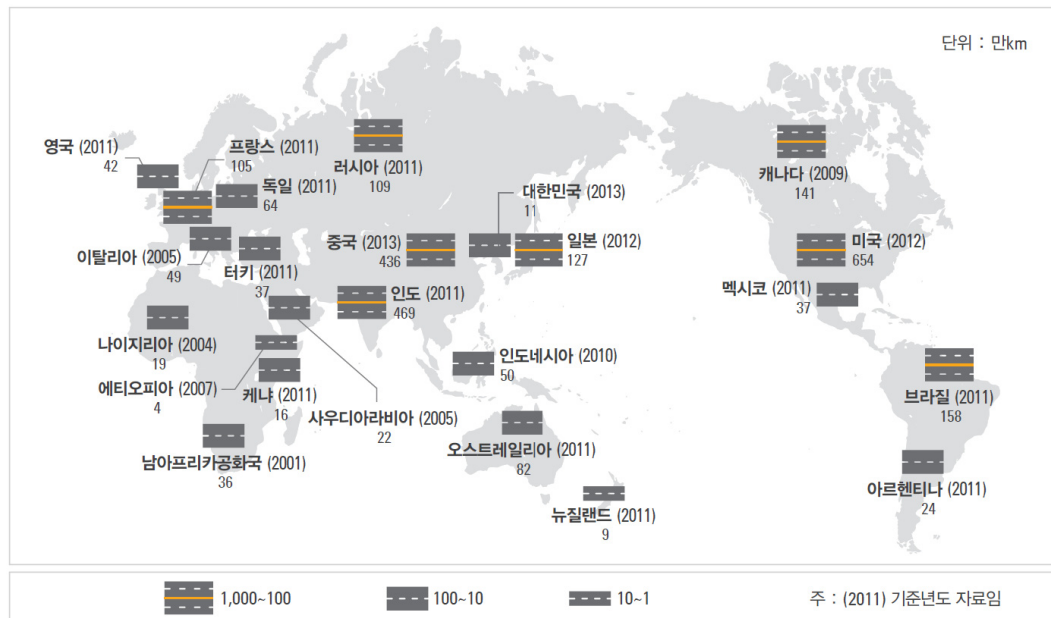 단위 : 만km
영국 (2011)
42
프랑스 (2011)
105
독일 (2011)
64
러시아 (2011)
109
대한민국 (2013)
11
캐나다 (2009)
141
이탈리아 (2005)
49
터키 (2011)
37
중국 (2013)
436
일본 (2012)
127
미국 (2012)
654
인도 (2011)
469
멕시코 (2011)
37
나이지리아 (2004)
19
에티오피아 (2007)
4
케냐 (2011)
16
사우디아라비아 (2005)
22
인도네시아 (2010)
50
브라질 (2011)
158
남아프리카공화국 (2001)
36
오스트레일리아 (2011)
82
아르헨티나 (2011)
24
뉴질랜드 (2011)
9
1,000~100
100~10
10~1
주 : (2011) 기준년도 자료임